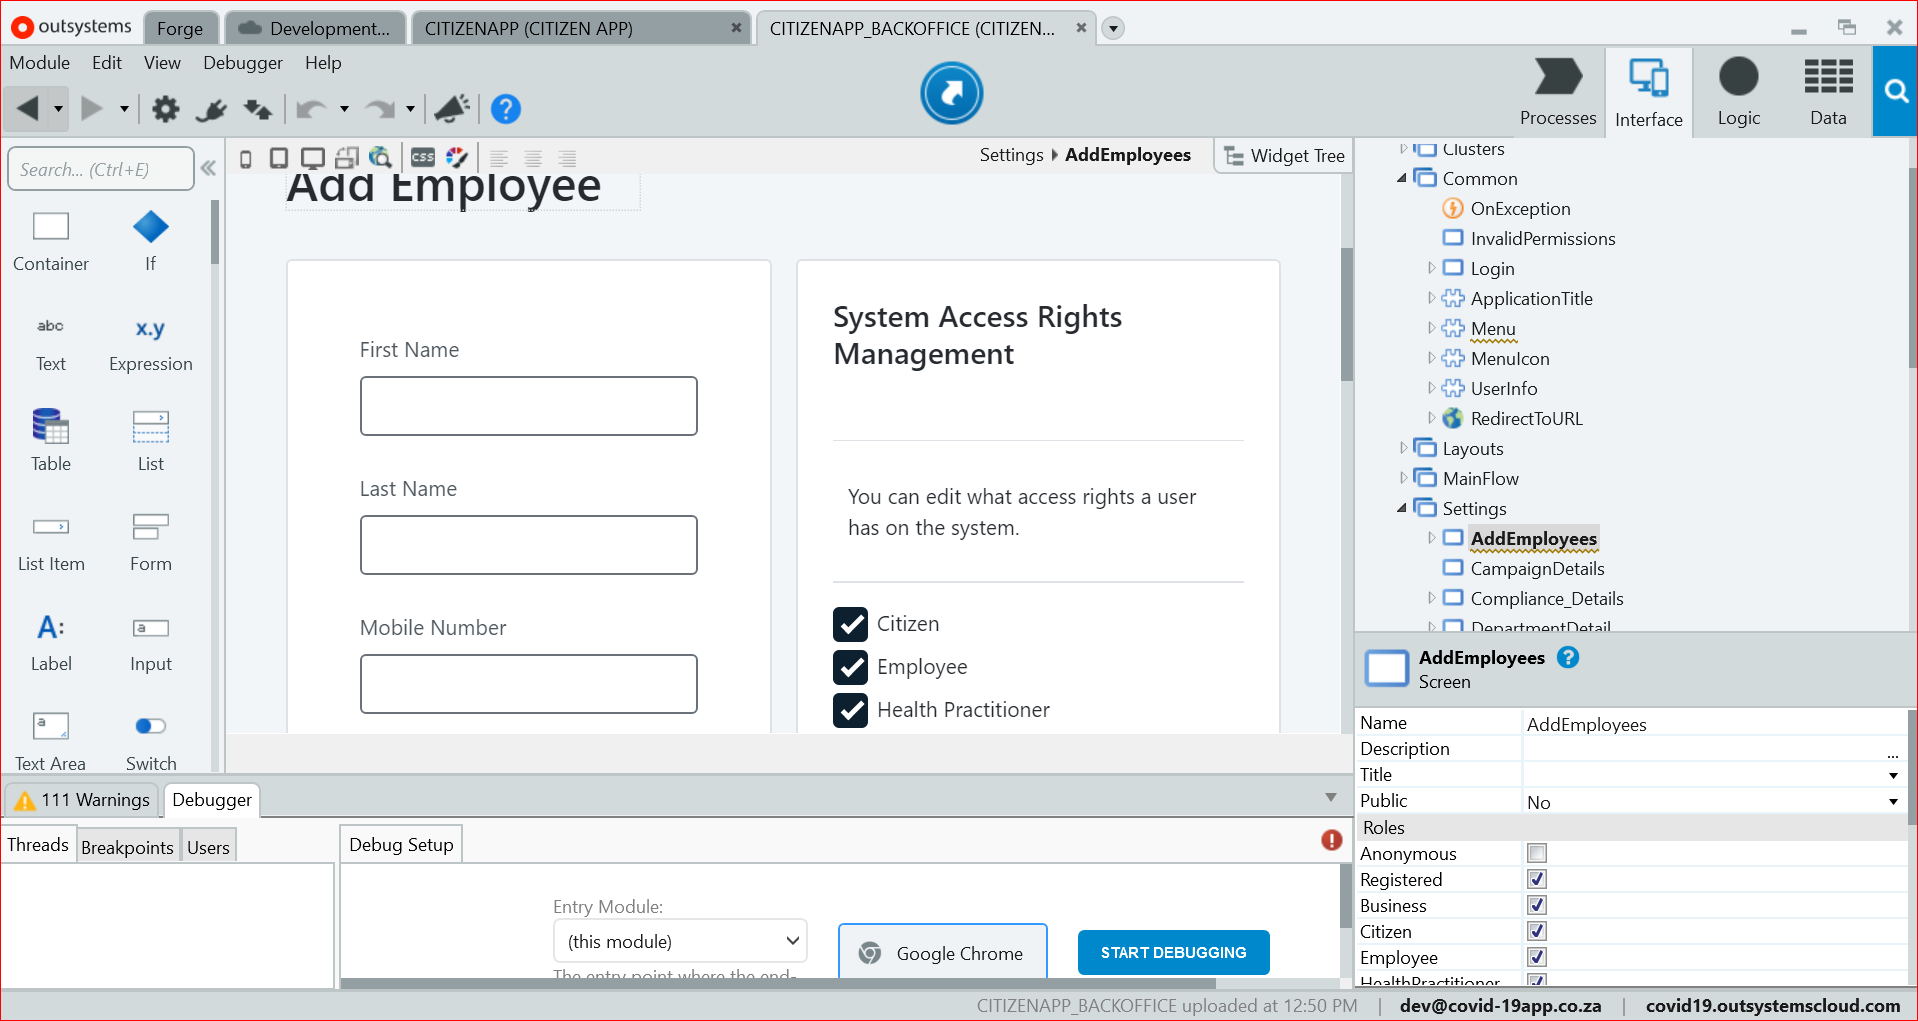 outsystems
Forge
Development...
CITIZENAPP (CITIZEN APP)
CITIZENAPP_BACKOFFICE (CITIZEN...
Module Edit View Debugger Help
Processes
Interface
Logic
Data
Search... (Ctrl+E)
css
Settings AddEmployees
Widget Tree
Container
If
abc
Text
x.y
Expression
Table
List
List Item
Form
A:
Label
a
Input
a
Text Area
Switch
Add Employee
First Name
Last Name
Mobile Number
System Access Rights
Management
You can edit what access rights a user
has on the system.
Citizen
Employee
Health Practitioner
Clusters
Common
OnException
InvalidPermissions
Login
ApplicationTitle
Menu
MenuIcon
UserInfo
RedirectToURL
Layouts
MainFlow
Settings
AddEmployees
CampaignDetails
Compliance_Details
DepartmentDetail
AddEmployees ?
Screen
Name AddEmployees
Description ...
Title
Public No
Roles
Anonymous
Registered
Business
Citizen
Employee
HealthPractitioner
111 Warnings
Debugger
Threads Breakpoints Users
Debug Setup
Entry Module:
(this module)
The entry point where the end-
Google Chrome
START DEBUGGING
CITIZENAPP_BACKOFFICE uploaded at 12:50 PM | dev@covid-19app.co.za | covid19.outsystemscloud.com